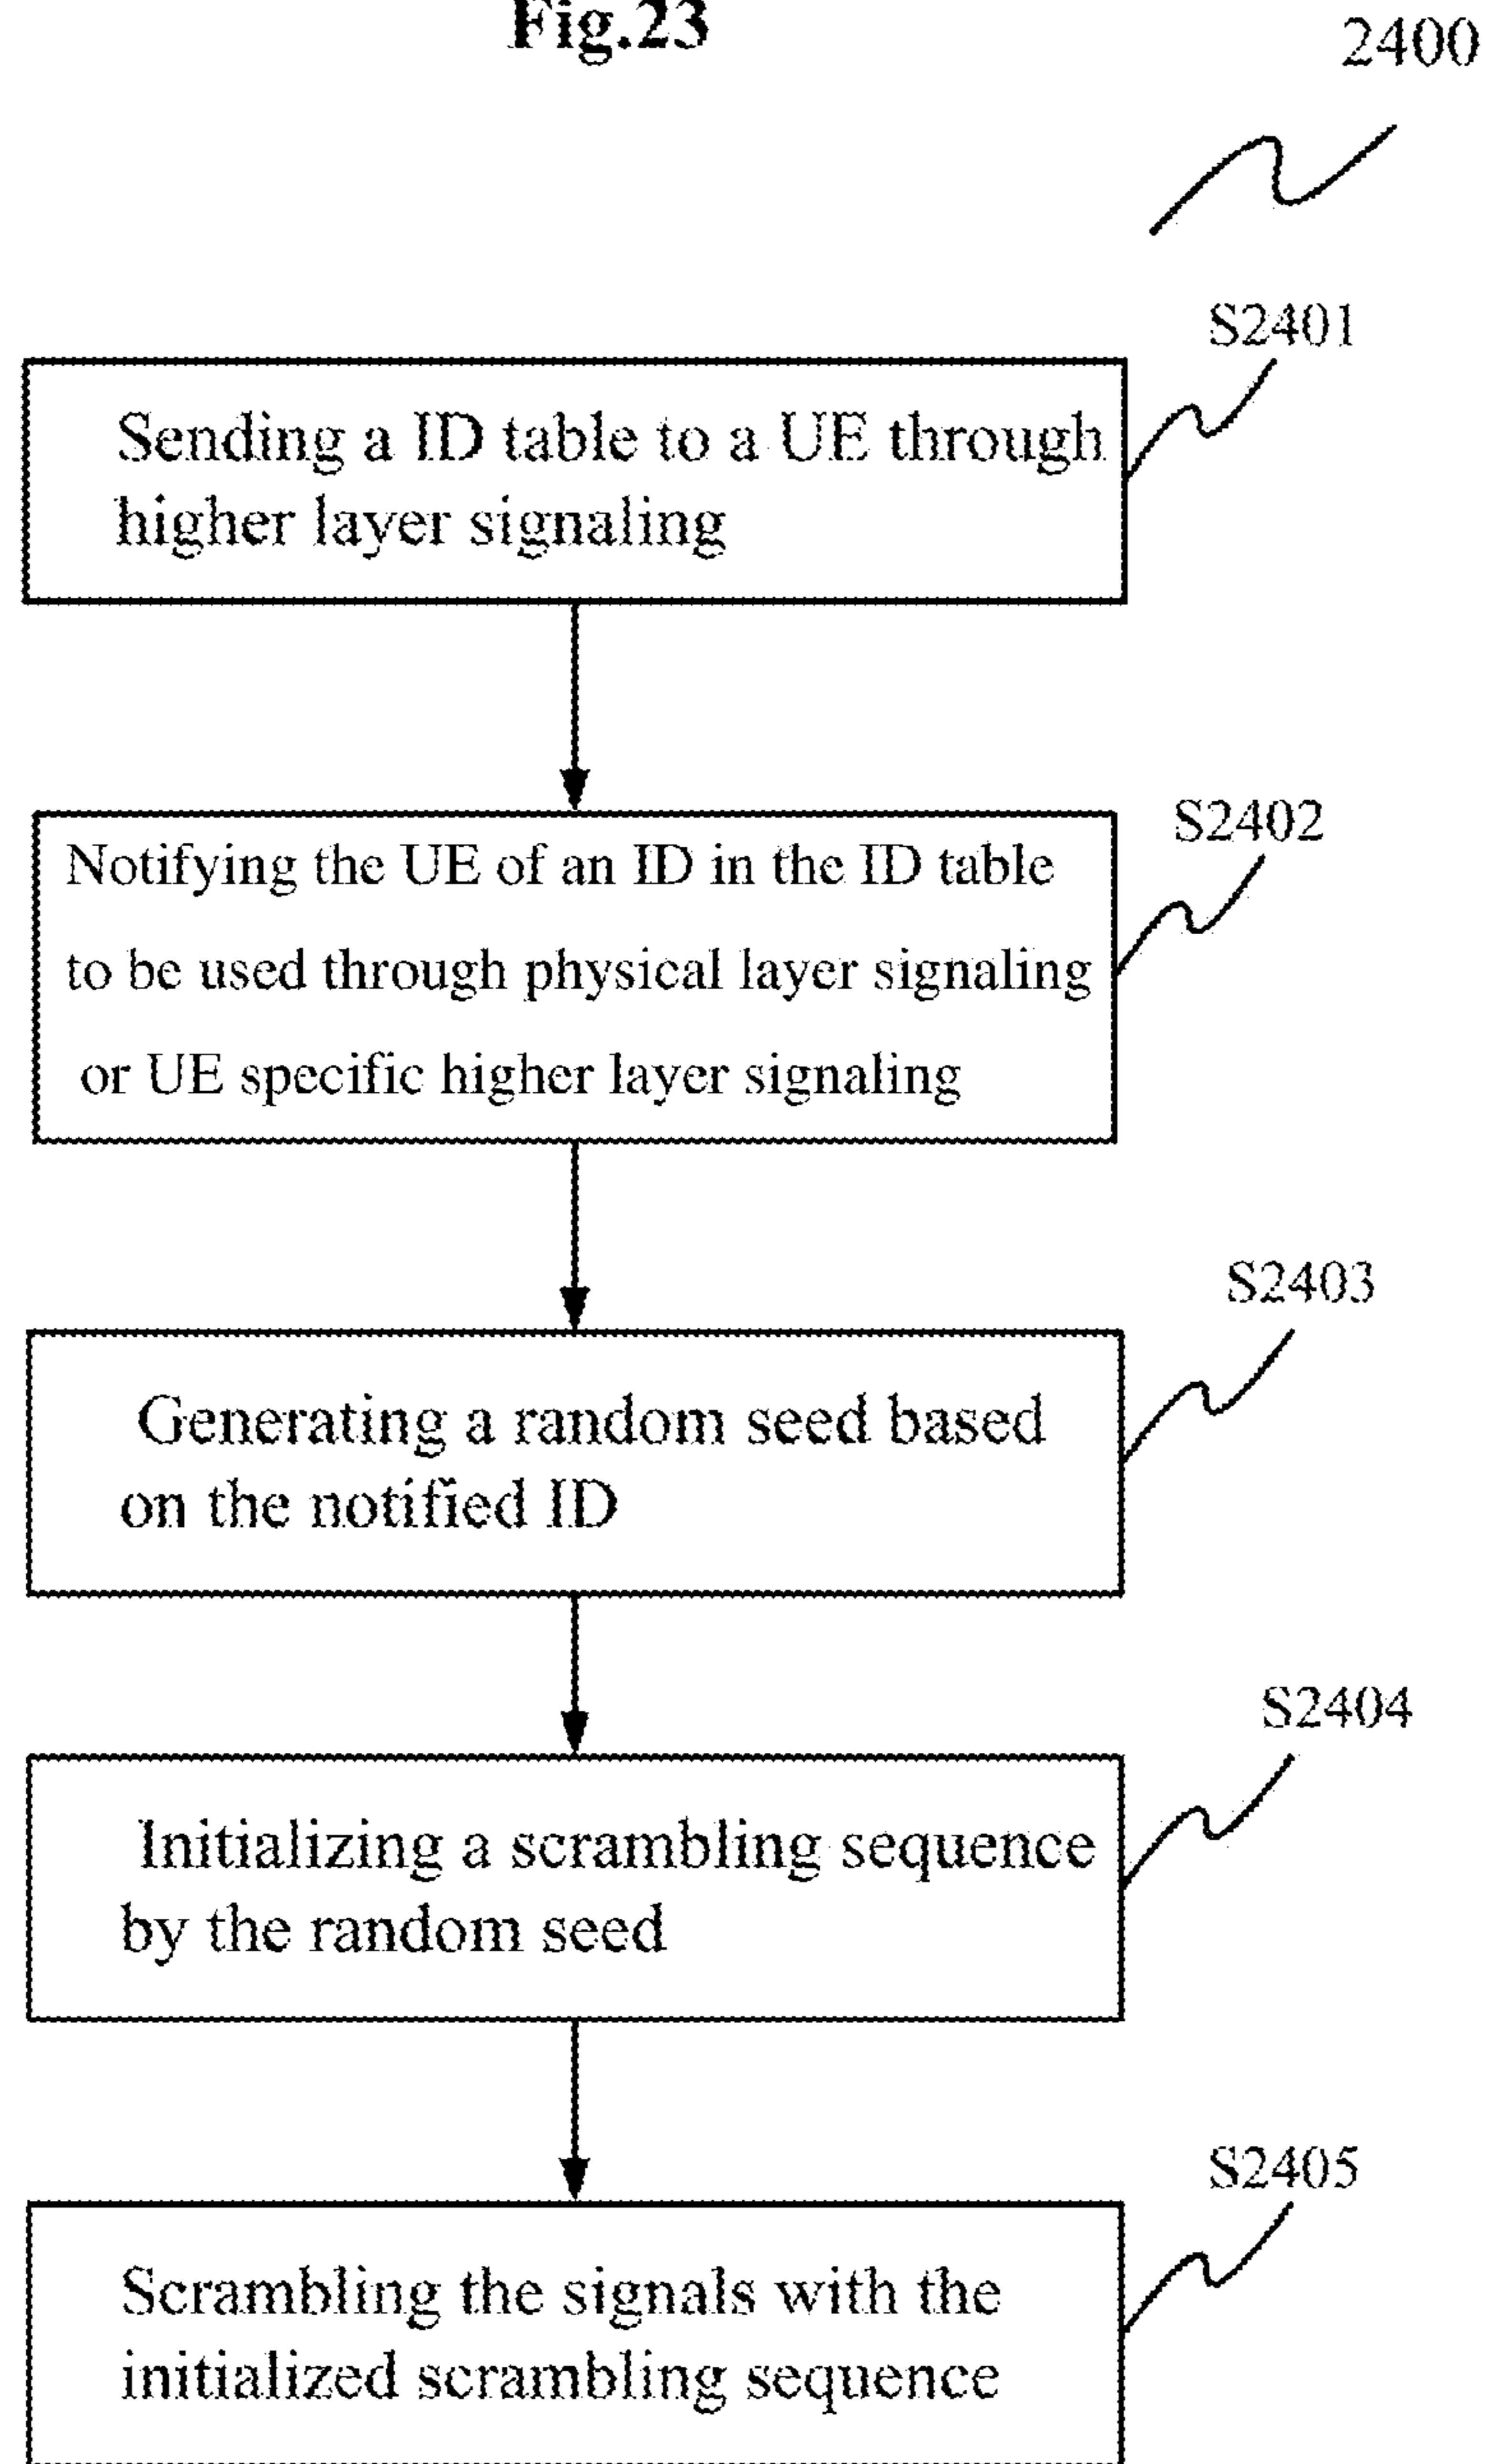 Fig.23
2400
S2401
Sending a ID table to a UE through
higher layer signaling
S2402
Notifying the UE of an ID in the ID table
to be used through physical layer signaling
or UE specific higher layer signaling
S2403
Generating a random seed based
on the notified ID
S2404
Initializing a scrambling sequence
by the random seed
S2405
Scrambling the signals with the
initialized scrambling sequence